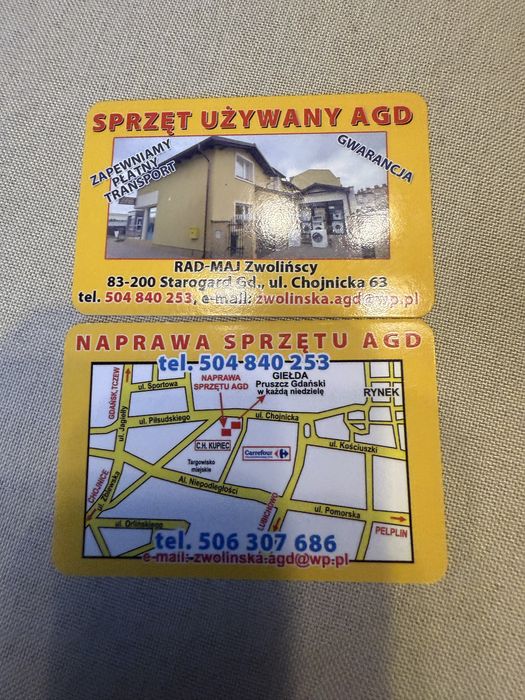 SPRZĘT UŻYWANY AGD
ZAPEWNIAMY
PŁATNY
TRANSPORT
GWARANCJA
RAD-MAJ Zwolińscy
83-200 Starogard Gd., ul. Chojnicka 63
tel. 504 840 253, e-mail: zwolinska.agd@wp.pl
NAPRAWA SPRZĘTU AGD
tel. 504 840 253
GDAŃSK, TCZEW
ul. Sportowa
NAPRAWA
SPRZĘTU AGD
GIEŁDA
Pruszcz Gdański
w każdą niedzielę
RYNEK
ul. Jagiełły
ul. Piłsudskiego
ul. Chojnicka
C.H. KUPIEC
Carrefour
ul. Kościuszki
Targowisko
miejskie
CHOJNICE
ul. Zblewska
Al. Niepodległości
LUBICHOWO
ul. Pomorska
PELPLIN
ul. Orlińskiego
tel. 506 307 686
e-mail: zwolinska.agd@wp.pl